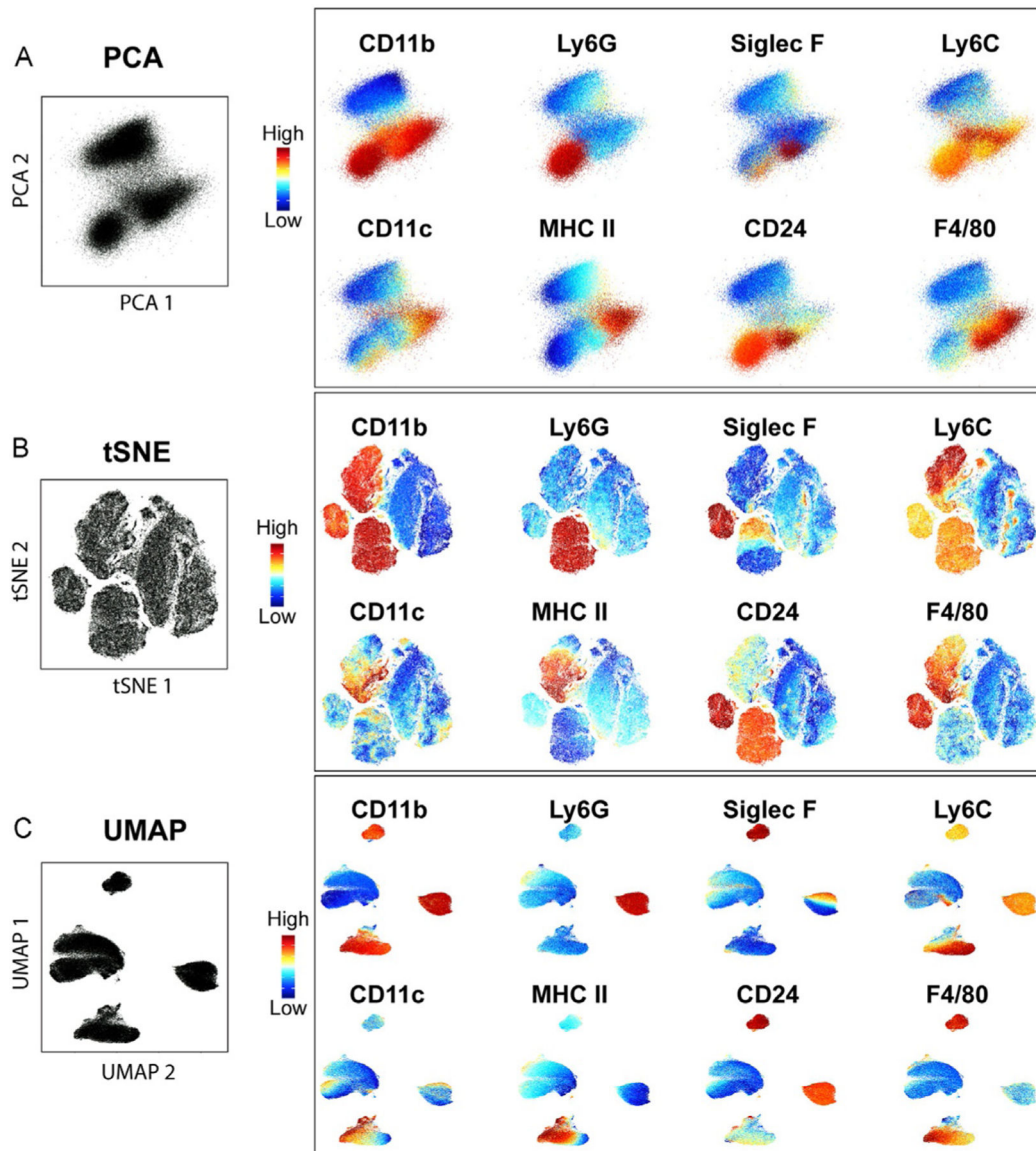 A
PCA
PCA 2
PCA 1
High
Low
CD11b Ly6G Siglec F Ly6C
CD11c MHC II CD24 F4/80
B
tSNE
tSNE 2
tSNE 1
High
Low
CD11b Ly6G Siglec F Ly6C
CD11c MHC II CD24 F4/80
C
UMAP
UMAP 1
UMAP 2
High
Low
CD11b Ly6G Siglec F Ly6C
CD11c MHC II CD24 F4/80